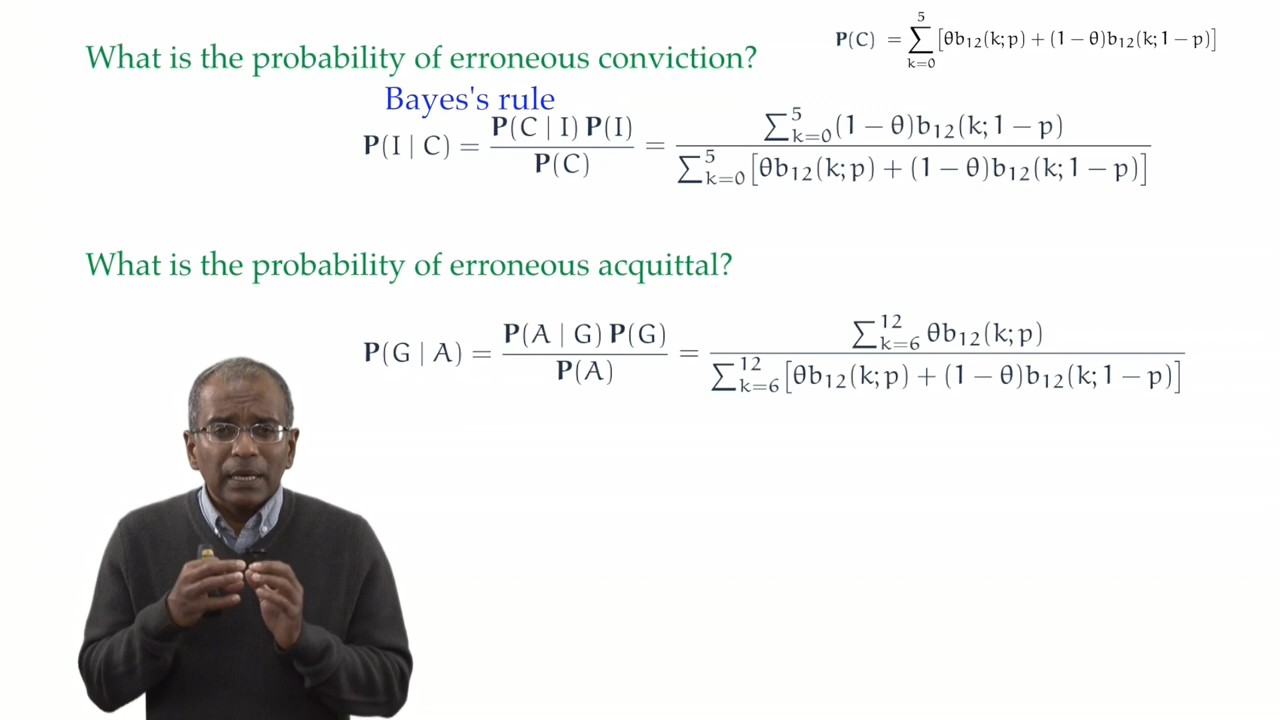 What is the probability of erroneous conviction?
P(C) = ∑_{k=0}^{5} [θb₁₂(k; p) + (1 − θ)b₁₂(k; 1 − p)]
Bayes's rule
P(I | C) = P(C | I) P(I) / P(C) = ∑_{k=0}^{5} (1 − θ)b₁₂(k; 1 − p) / ∑_{k=0}^{5} [θb₁₂(k; p) + (1 − θ)b₁₂(k; 1 − p)]
What is the probability of erroneous acquittal?
P(G | A) = P(A | G) P(G) / P(A) = ∑_{k=6}^{12} θb₁₂(k; p) / ∑_{k=6}^{12} [θb₁₂(k; p) + (1 − θ)b₁₂(k; 1 − p)]